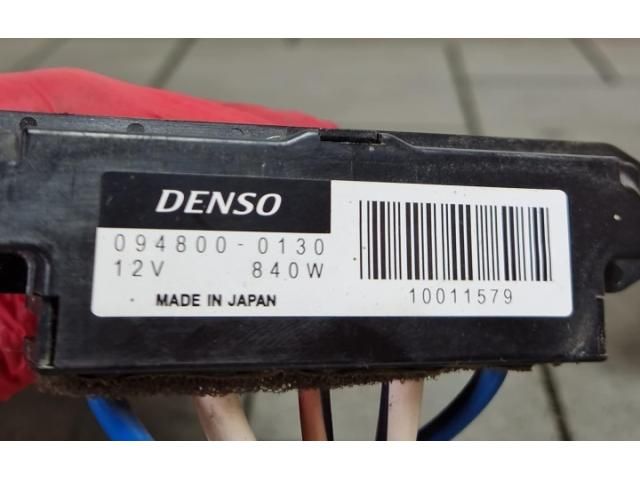 DENSO
094800-0130
12V 840W
MADE IN JAPAN
10011579